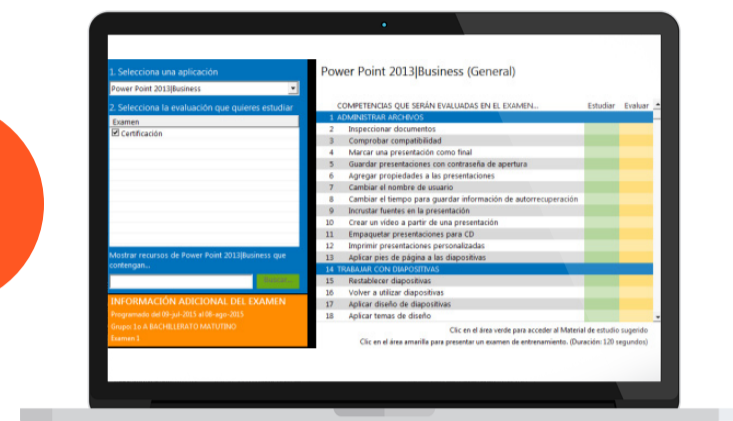 1. Selecciona una aplicación
Power Point 2013|Business
2. Selecciona la evaluación que quieres estudiar
Examen
Certificación
Mostrar recursos de Power Point 2013|Business que
contengan...
Buscar...
INFORMACIÓN ADICIONAL DEL EXAMEN
Programado del 09-jul-2015 al 08-ago-2015
Grupo 1o A BACHILLERATO MATUTINO
Examen 1
Power Point 2013|Business (General)
COMPETENCIAS QUE SERÁN EVALUADAS EN EL EXAMEN... Estudiar Evaluar
1 ADMINISTRAR ARCHIVOS
2 Inspeccionar documentos
3 Comprobar compatibilidad
4 Marcar una presentación como final
5 Guardar presentaciones con contraseña de apertura
6 Agregar propiedades a las presentaciones
7 Cambiar el nombre de usuario
8 Cambiar el tiempo para guardar información de autorrecuperación
9 Incrustar fuentes en la presentación
10 Crear un video a partir de una presentación
11 Empaquetar presentaciones para CD
12 Imprimir presentaciones personalizadas
13 Aplicar pies de página a las diapositivas
14 TRABAJAR CON DIAPOSITIVAS
15 Restablecer diapositivas
16 Volver a utilizar diapositivas
17 Aplicar diseño de diapositivas
18 Aplicar temas de diseño
Clic en el área verde para acceder al Material de estudio sugerido
Clic en el área amarilla para presentar un examen de entrenamiento. (Duración: 120 segundos)